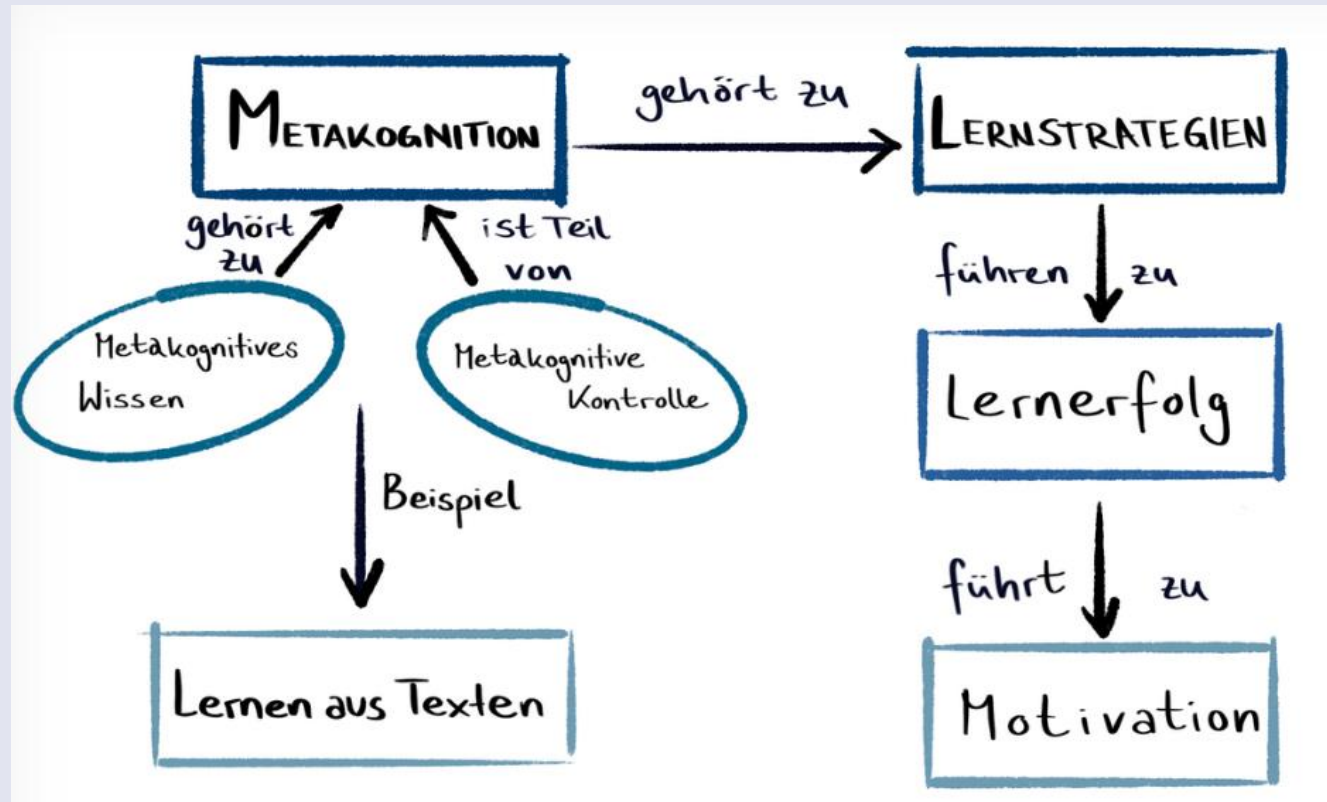 METAKOGNITION
gehört zu
LERNSTRATEGIEN
gehört
zu
ist Teil
von
führen zu
Metakognitives
Wissen
Metakognitive
Kontrolle
Lernerfolg
Beispiel
führt zu
Lernen aus Texten
Motivation